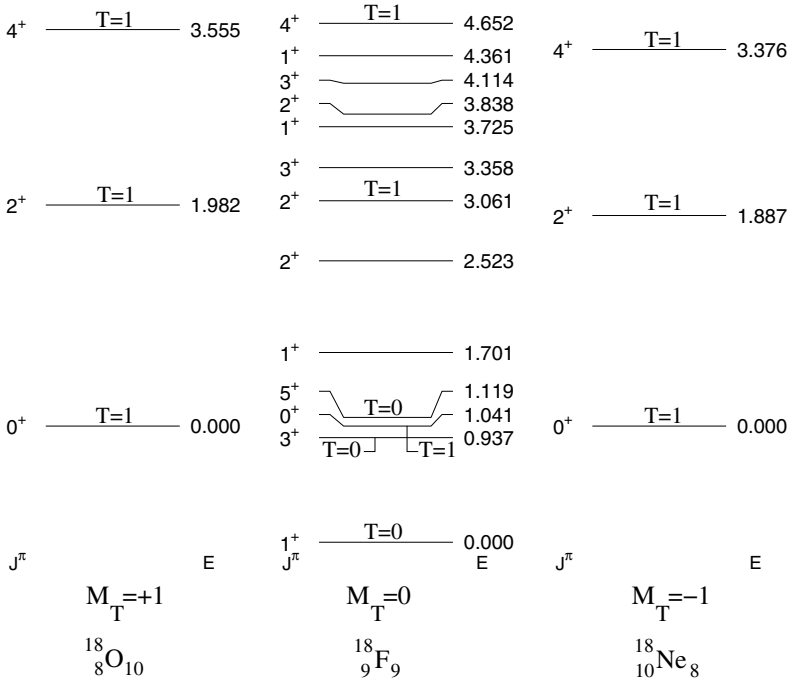 4⁺ T=1 3.555
2⁺ T=1 1.982
0⁺ T=1 0.000
J^π E
M_T=+1
¹⁸₈O₁₀
4⁺ T=1 4.652
1⁺ 4.361
3⁺ 4.114
2⁺ 3.838
1⁺ 3.725
3⁺ 3.358
2⁺ T=1 3.061
2⁺ 2.523
1⁺ 1.701
5⁺ T=0 1.119
0⁺ 1.041
3⁺ 0.937
T=0 T=1
1⁺ T=0 0.000
J^π E
M_T=0
¹⁸₉F₉
4⁺ T=1 3.376
2⁺ T=1 1.887
0⁺ T=1 0.000
J^π E
M_T=−1
¹⁸₁₀Ne₈